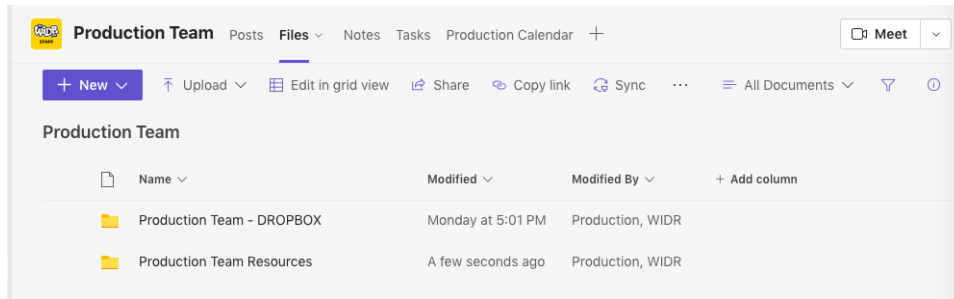 WIDR
STAFF
Production Team Posts Files Notes Tasks Production Calendar + Meet
+ New Upload Edit in grid view Share Copy link Sync ... All Documents
Production Team
Name Modified Modified By + Add column
Production Team - DROPBOX Monday at 5:01 PM Production, WIDR
Production Team Resources A few seconds ago Production, WIDR